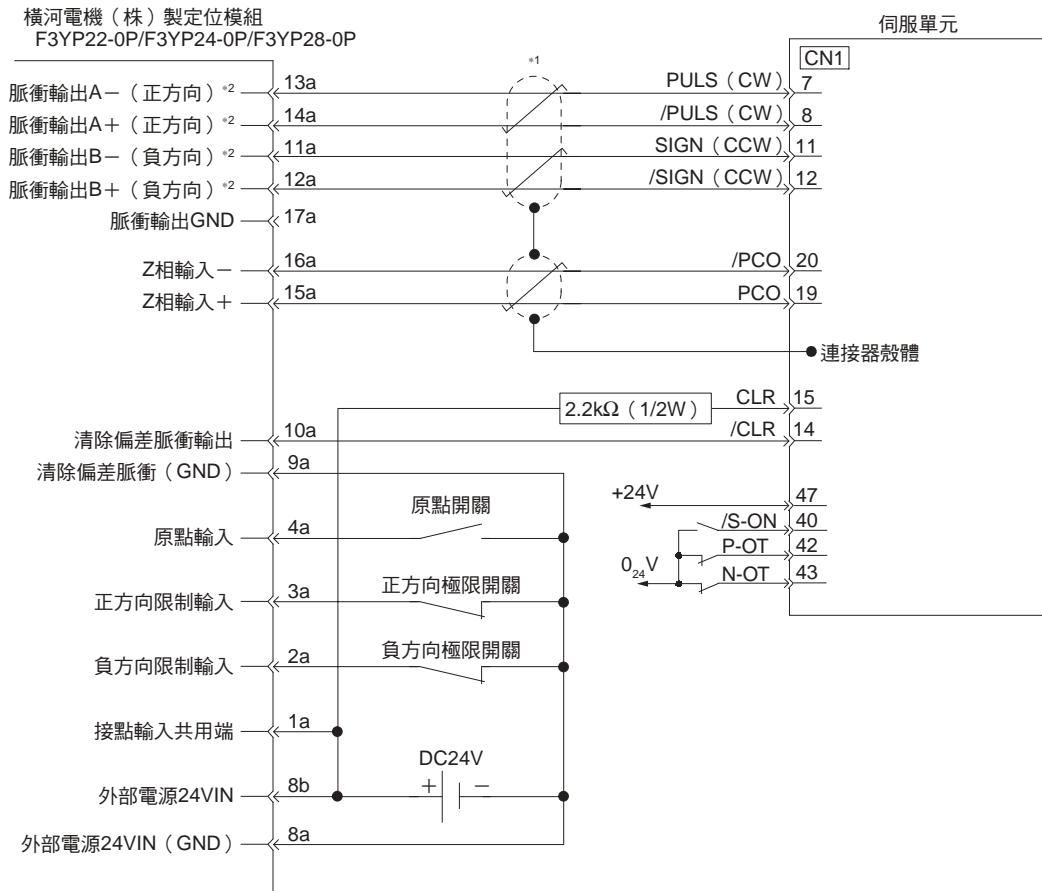 橫河電機（株）製定位模組
F3YP22-0P/F3YP24-0P/F3YP28-0P
伺服單元
CN1
*1
脈衝輸出A－（正方向）*2 13a PULS（CW） 7
脈衝輸出A＋（正方向）*2 14a /PULS（CW） 8
脈衝輸出B－（負方向）*2 11a SIGN（CCW） 11
脈衝輸出B＋（負方向）*2 12a /SIGN（CCW） 12
脈衝輸出GND 17a
Z相輸入－ 16a /PCO 20
Z相輸入＋ 15a PCO 19
連接器殼體
2.2kΩ（1/2W） CLR 15
清除偏差脈衝輸出 10a /CLR 14
清除偏差脈衝（GND） 9a
+24V 47
原點開關
/S-ON 40
原點輸入 4a
P-OT 42
0₂₄V N-OT 43
正方向極限開關
正方向限制輸入 3a
負方向極限開關
負方向限制輸入 2a
接點輸入共用端 1a
DC24V
外部電源24VIN 8b ＋ －
外部電源24VIN（GND） 8a